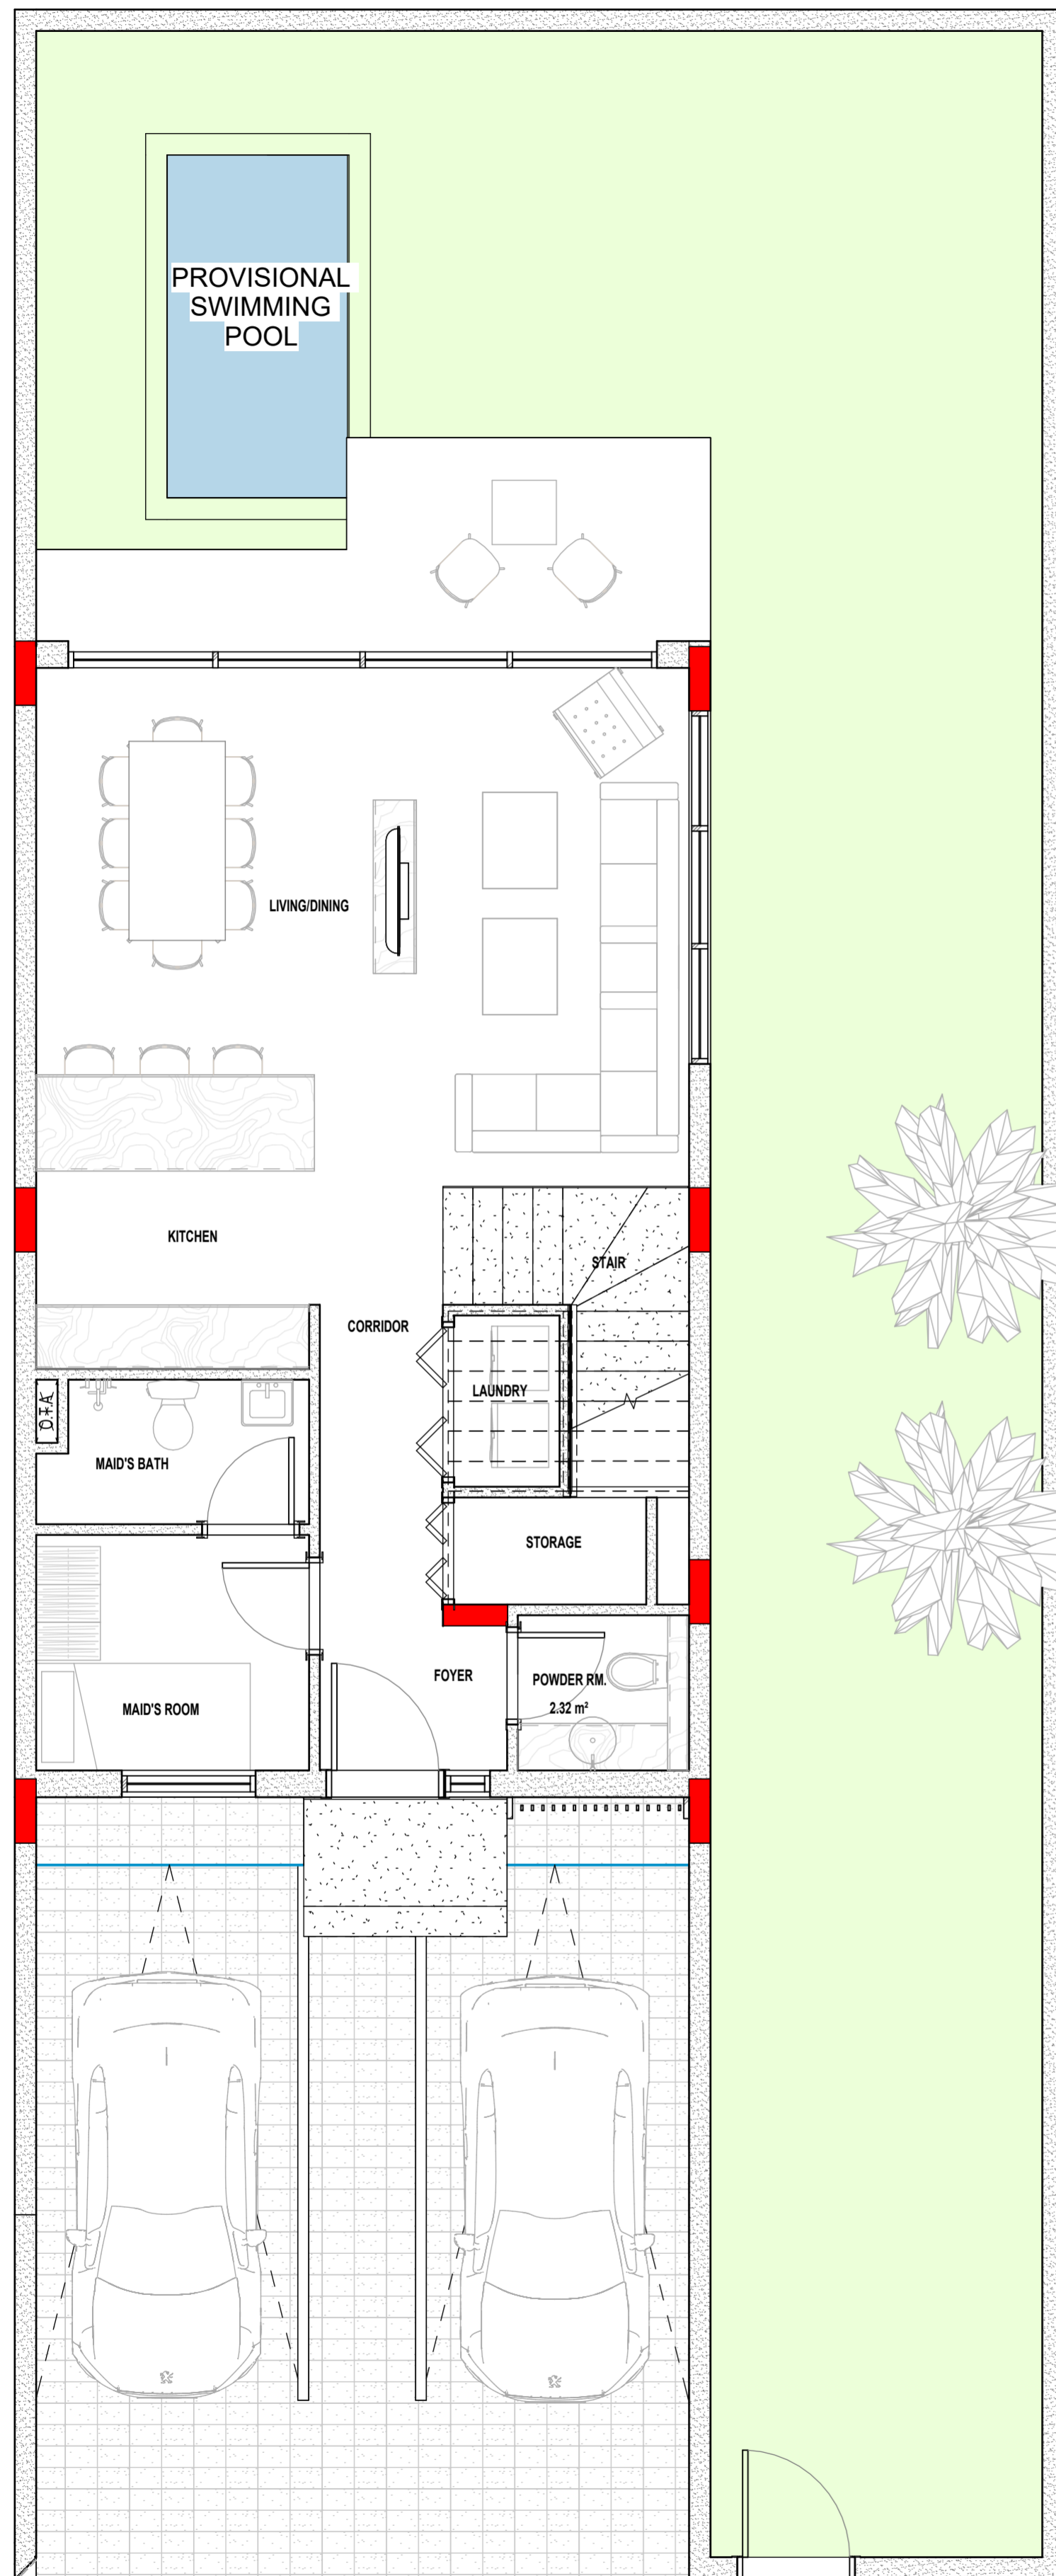 PROVISIONAL
SWIMMING
POOL
LIVING/DINING
KITCHEN
STAIR
CORRIDOR
LAUNDRY
O.T.A
MAID'S BATH
STORAGE
FOYER
POWDER RM.
2.32 m²
MAID'S ROOM